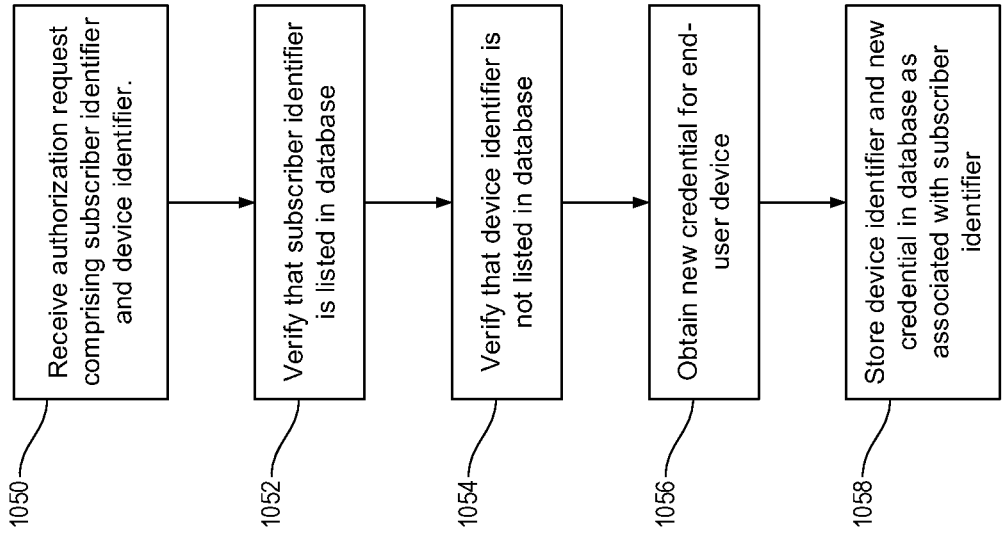 1050
Receive authorization request
comprising subscriber identifier
and device identifier.
1052
Verify that subscriber identifier
is listed in database
1054
Verify that device identifier is
not listed in database
1056
Obtain new credential for end-
user device
1058
Store device identifier and new
credential in database as
associated with subscriber
identifier